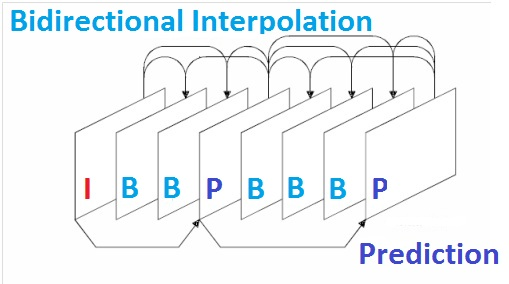 Bidirectional Interpolation
I B B P B B B P
Prediction